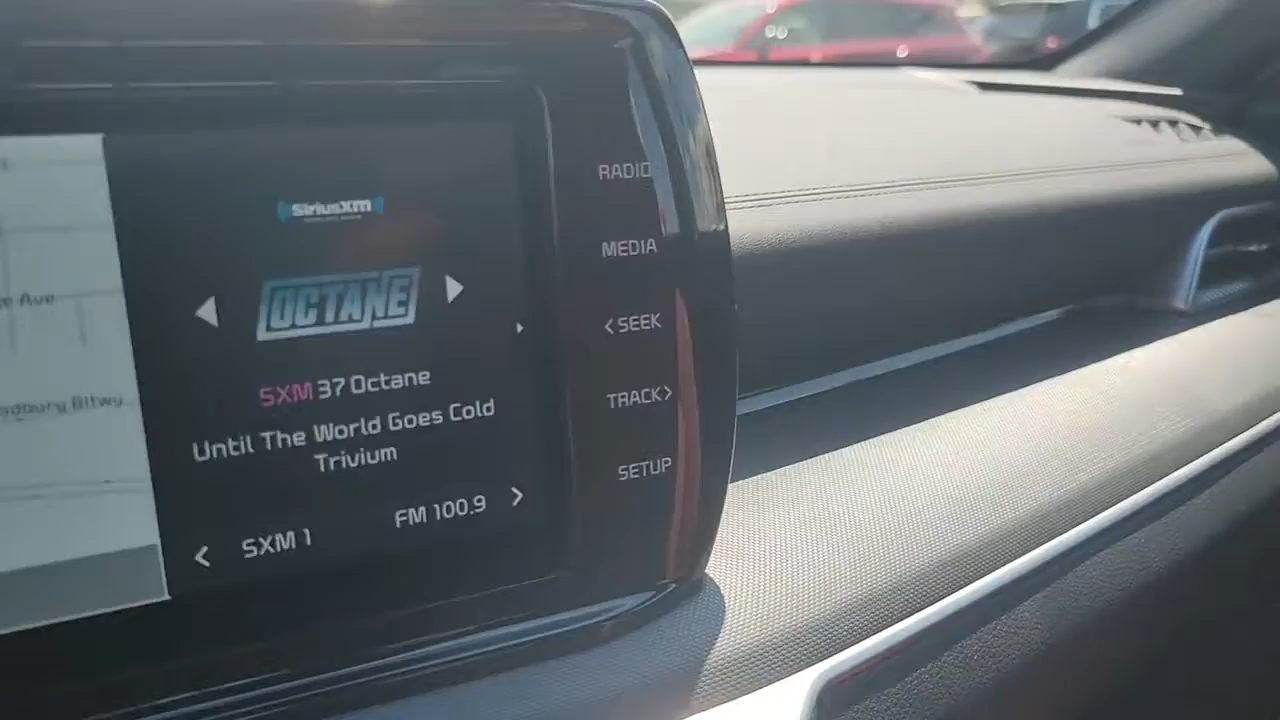 SiriusXm
OCTANE
SXM 37 Octane
Until The World Goes Cold
Trivium
SXM 1
FM 100.9
Ave
Bltwy
RADIO
MEDIA
<SEEK
TRACK>
SETUP